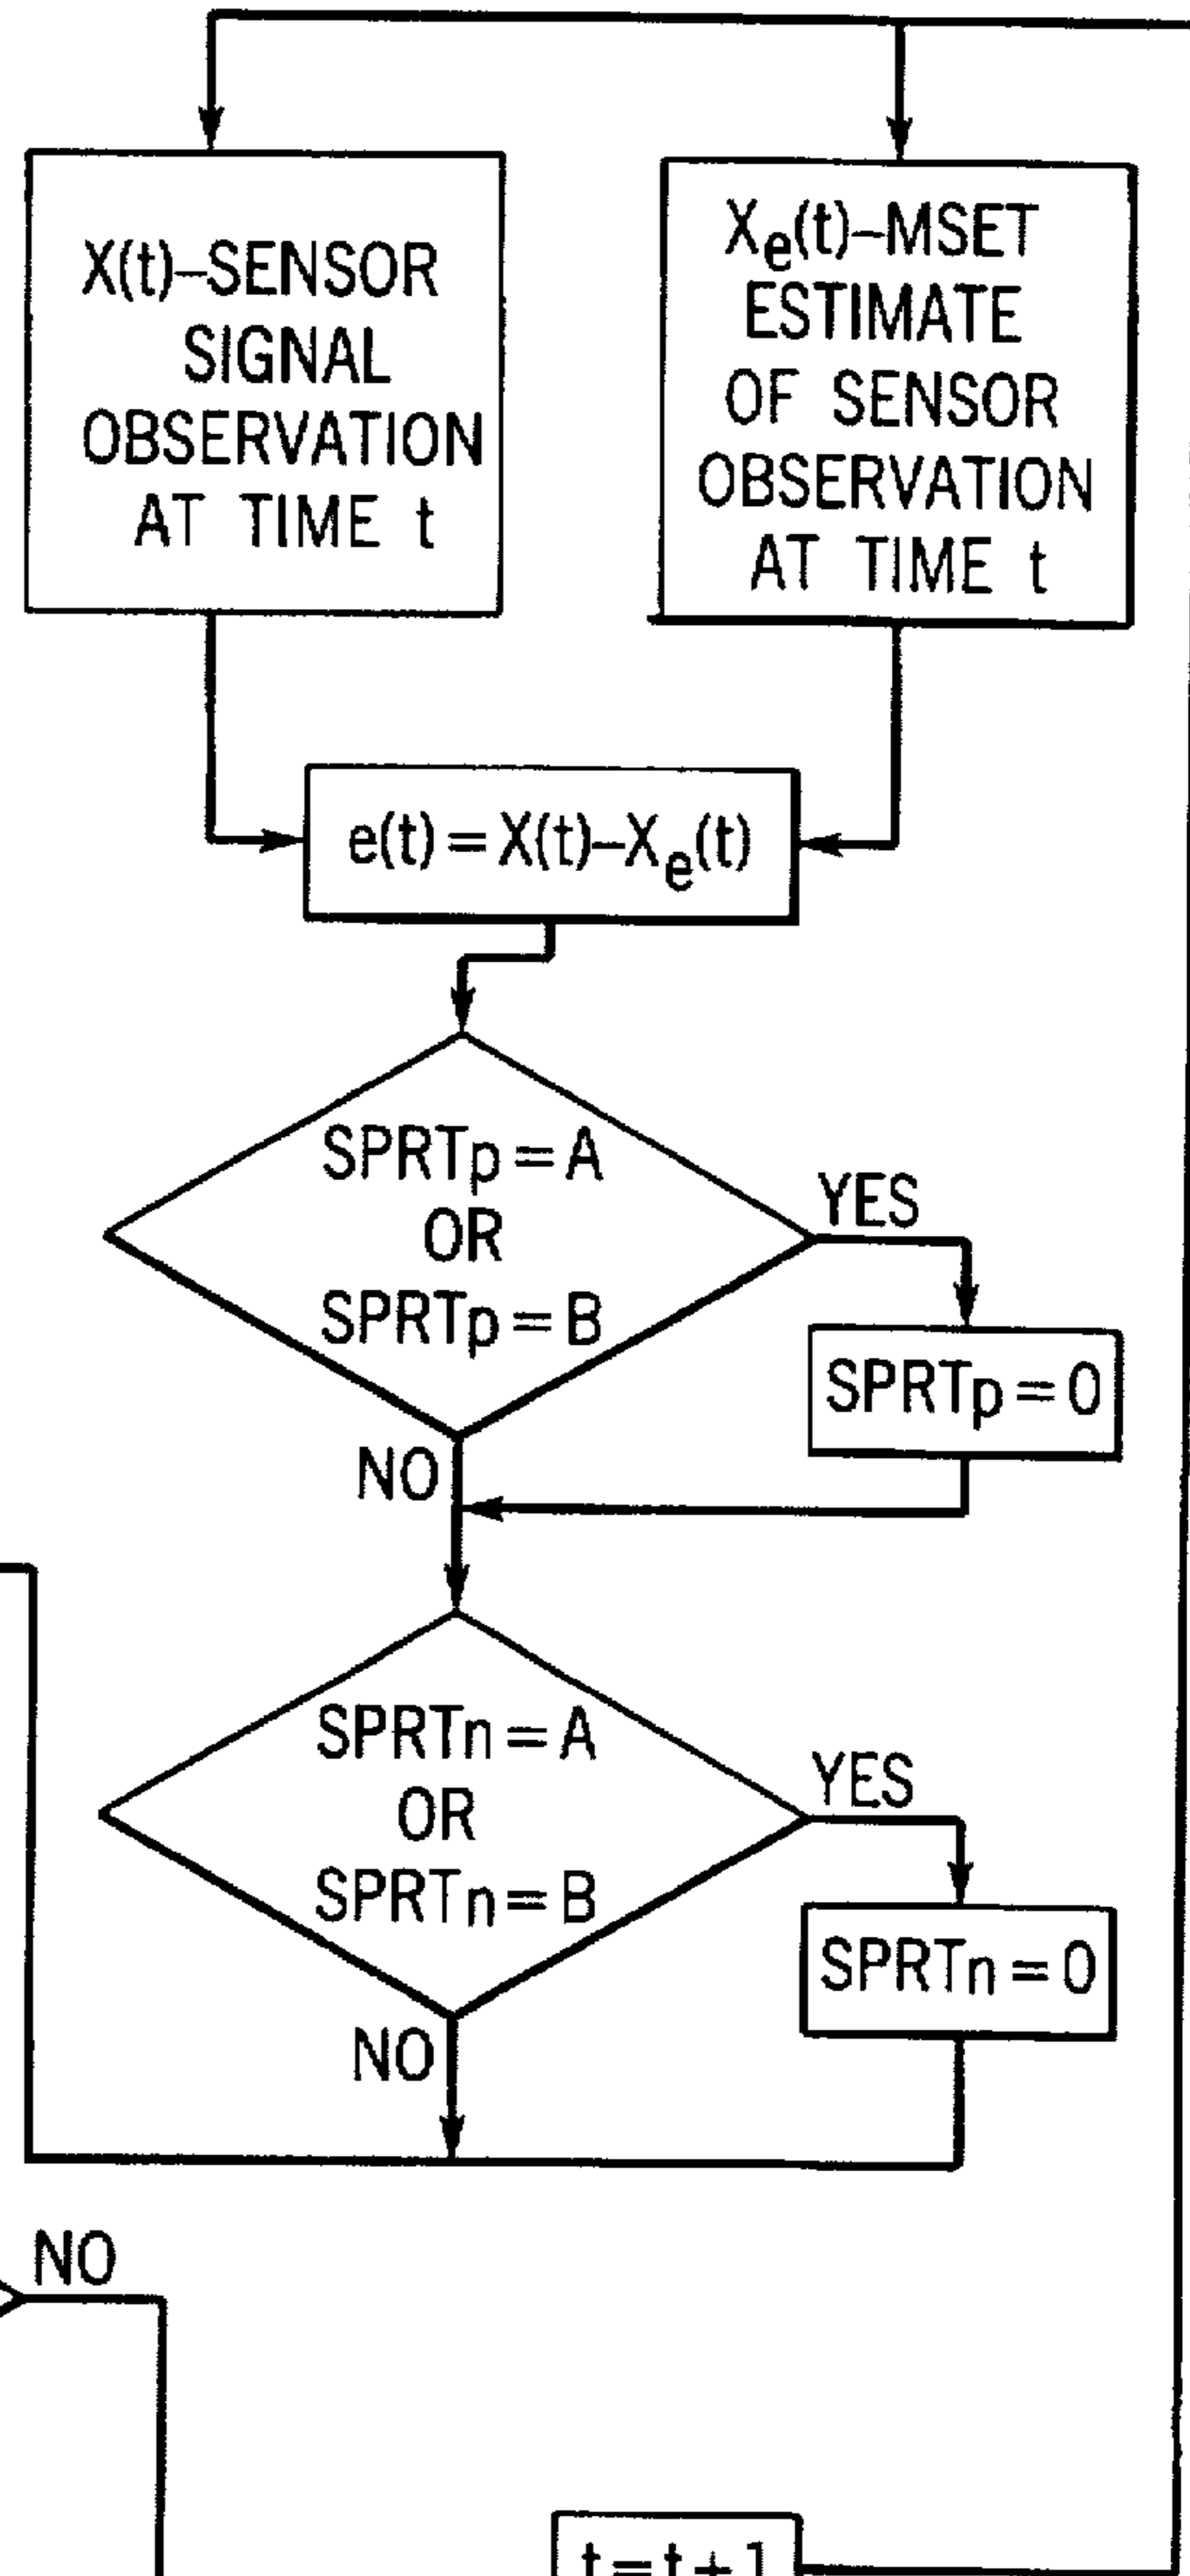 X(t)–SENSOR
SIGNAL
OBSERVATION
AT TIME t
Xe(t)–MSET
ESTIMATE
OF SENSOR
OBSERVATION
AT TIME t
e(t) = X(t)–Xe(t)
SPRTp = A
OR
SPRTp = B
YES
SPRTp = 0
NO
SPRTn = A
OR
SPRTn = B
YES
SPRTn = 0
NO
NO
t=t+1